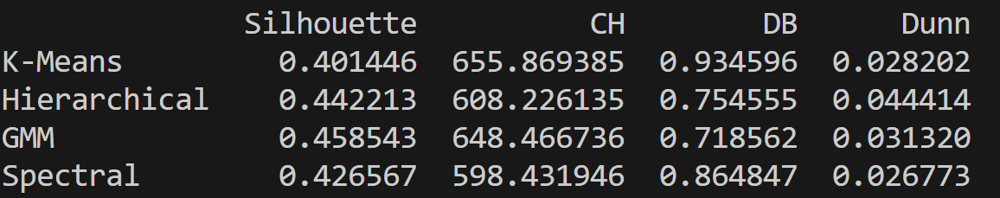 Silhouette CH DB Dunn
K-Means 0.401446 655.869385 0.934596 0.028202
Hierarchical 0.442213 608.226135 0.754555 0.044414
GMM 0.458543 648.466736 0.718562 0.031320
Spectral 0.426567 598.431946 0.864847 0.026773